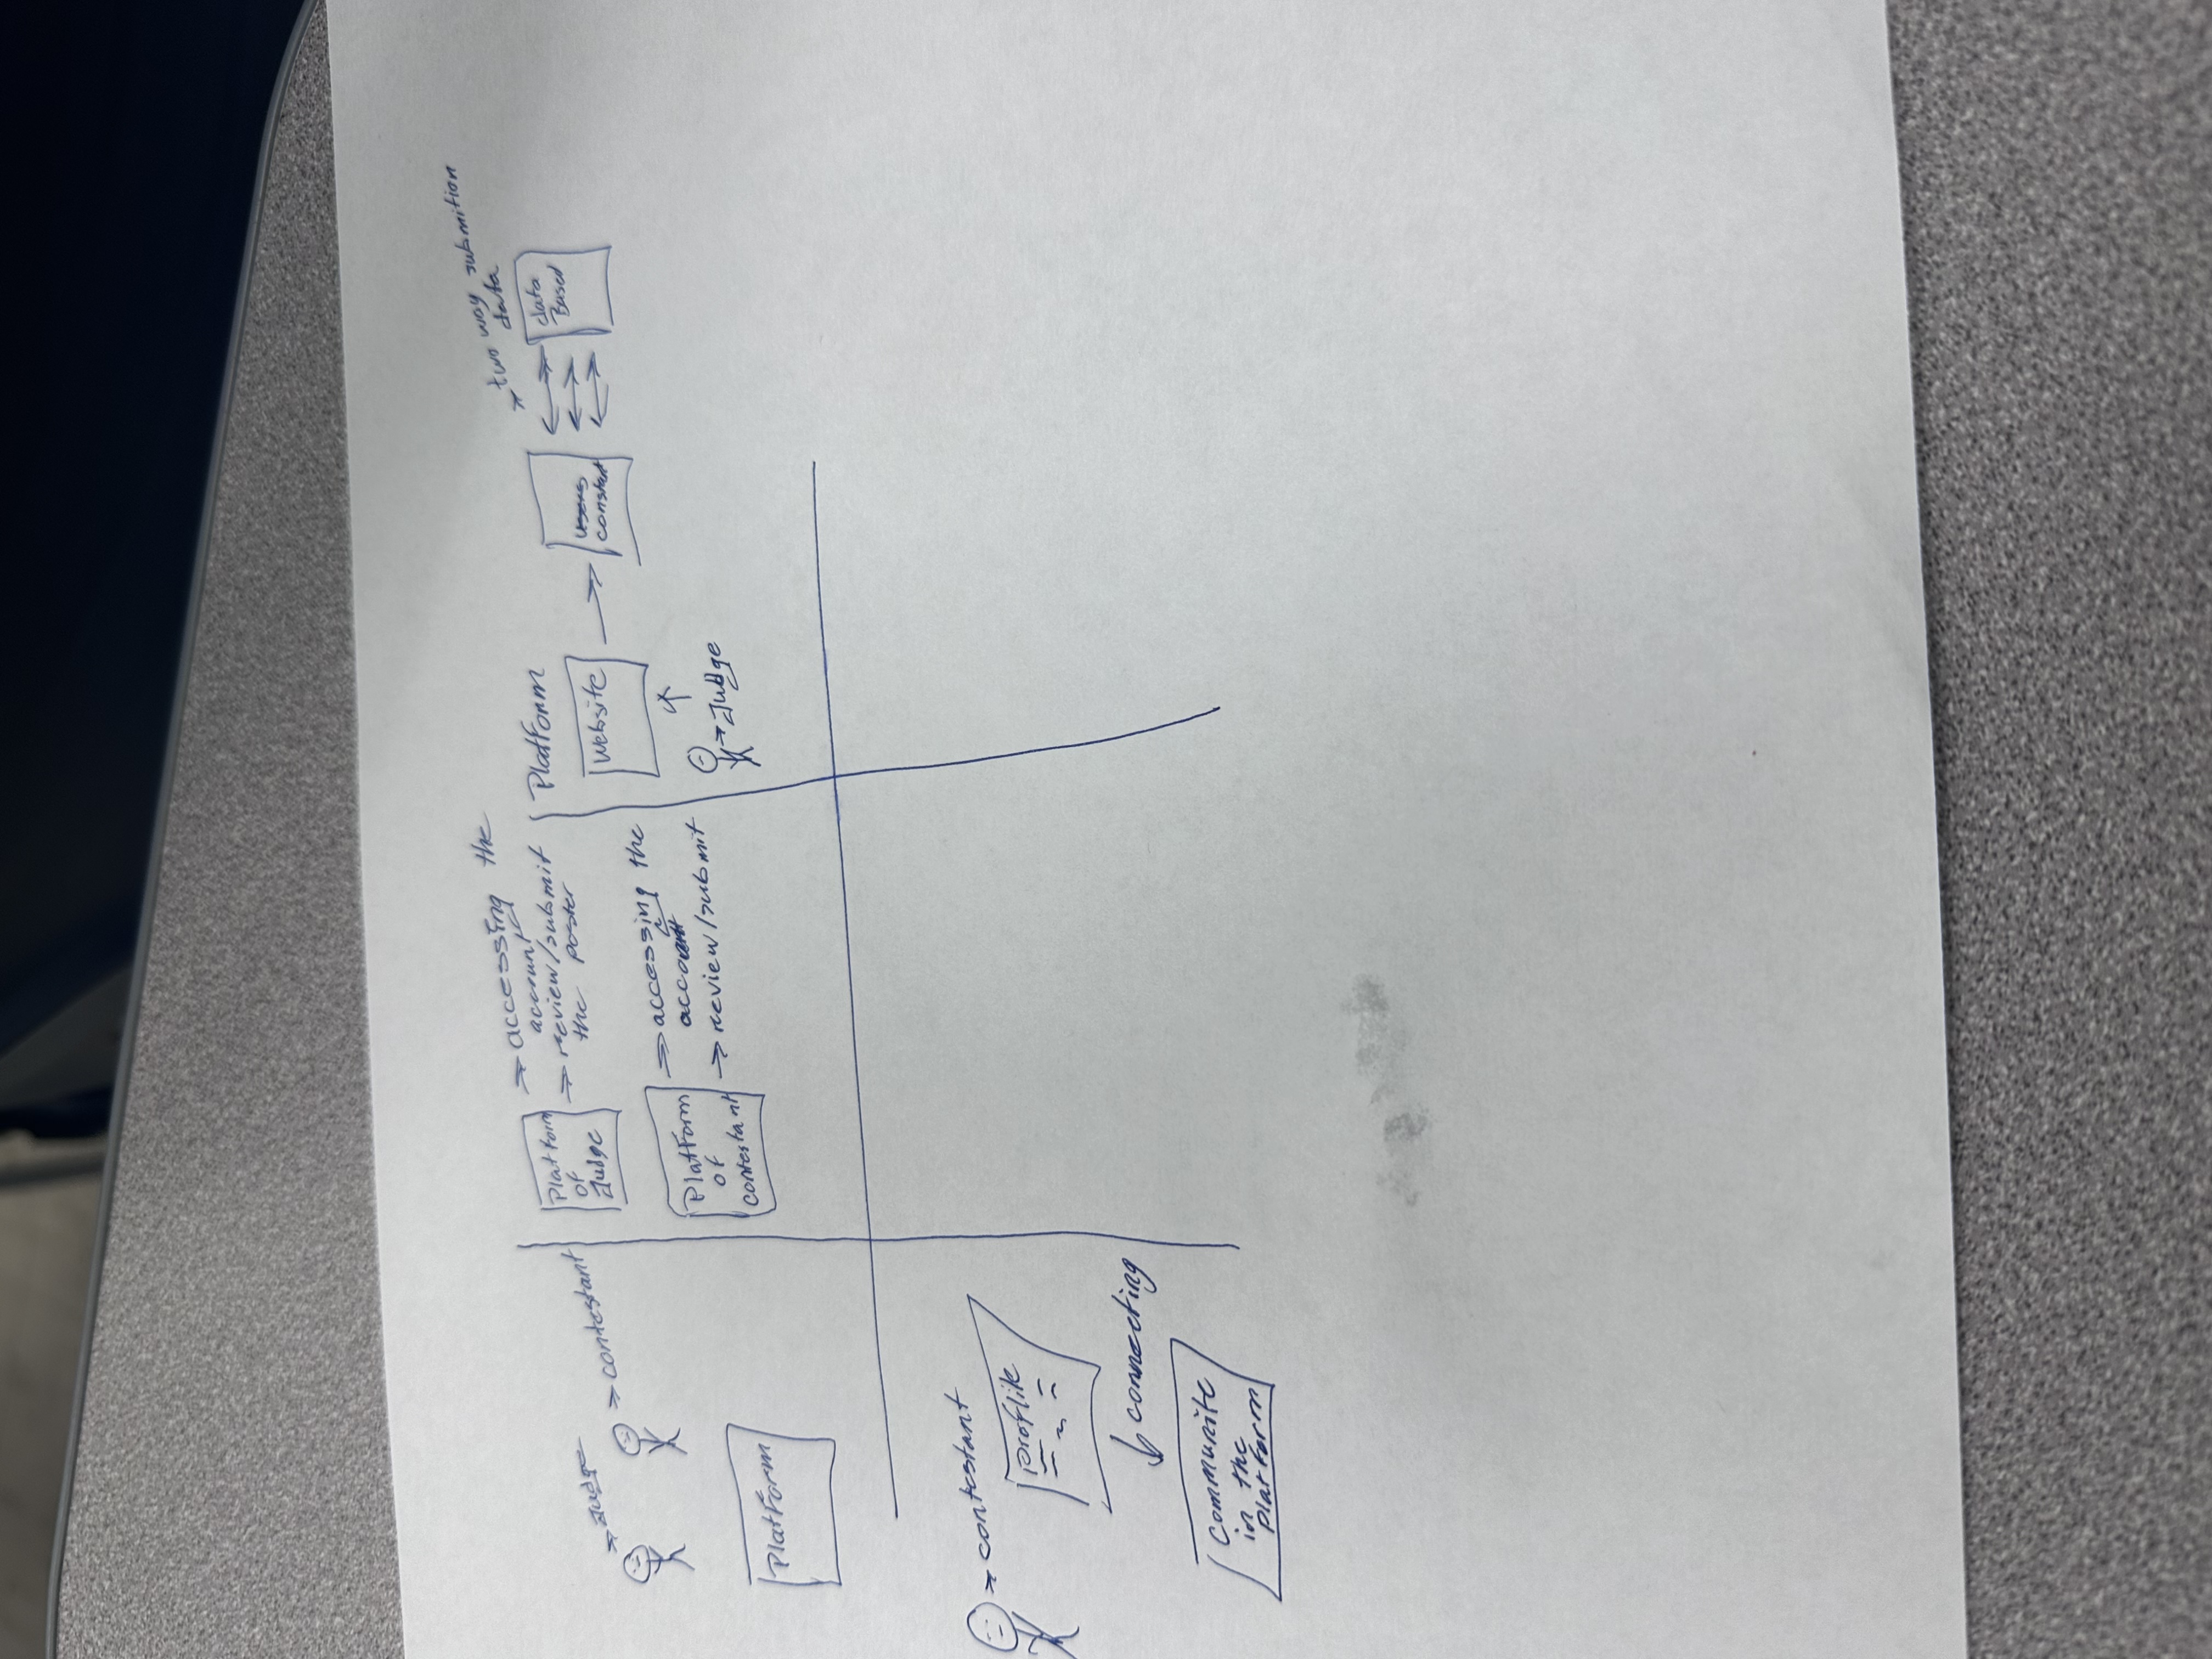 Judge
contestant
Platform
Platform
of
Judge
accessing the
account
review/submit
the poster
Platform
of
contestant
accessing the
account
review/submit
Platform
website
Judge
users
constant
two way submition
data
data
Based
contestant
proflile
connecting
communite
in the
platform